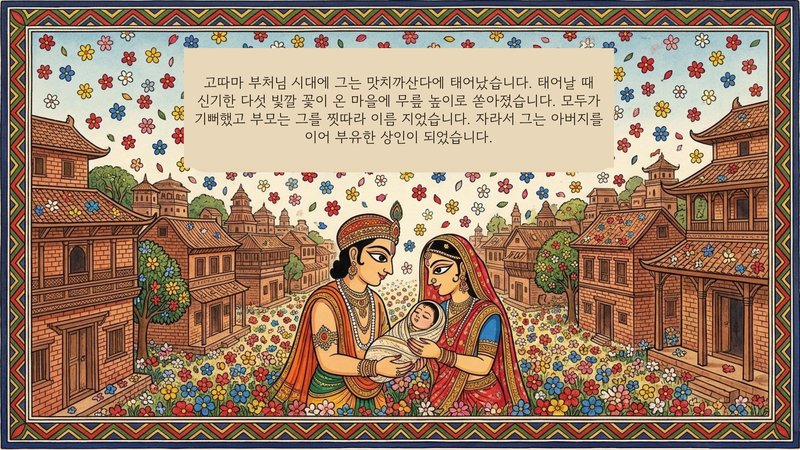 고따마 부처님 시대에 그는 맛치까산다에 태어났습니다. 태어날 때
신기한 다섯 빛깔 꽃이 온 마을에 무릎 높이로 쏟아졌습니다. 모두가
기뻐했고 부모는 그를 찟따라 이름 지었습니다. 자라서 그는 아버지를
이어 부유한 상인이 되었습니다.